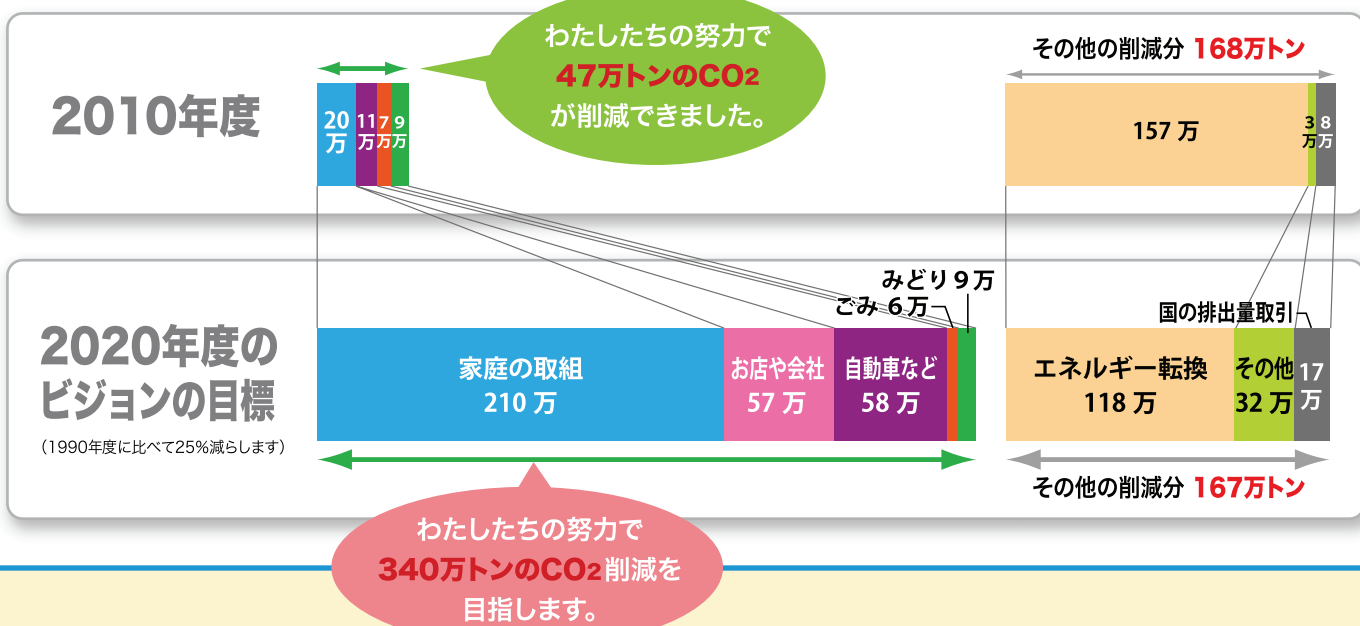 わたしたちの努力で
47万トンのCO2
が削減できました。
その他の削減分 168万トン
2010年度
20
万
11
万
7
万
9
万
157 万
3
万
8
万
みどり 9 万
ごみ 6 万
国の排出量取引
2020年度の
ビジョンの目標
（1990年度に比べて25%減らします）
家庭の取組
210 万
お店や会社
57 万
自動車など
58 万
エネルギー転換
118 万
その他
32 万
17
万
その他の削減分 167万トン
わたしたちの努力で
340万トンのCO2削減を
目指します。